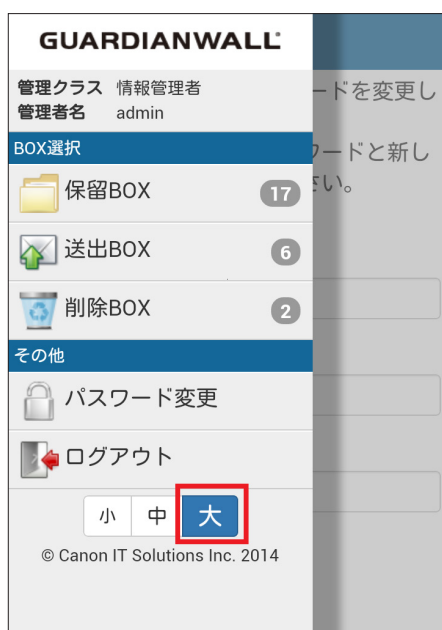 GUARDIANWALL
管理クラス 情報管理者
管理者名 admin
BOX選択
保留BOX 17
送出BOX 6
削除BOX 2
その他
パスワード変更
ログアウト
小 中 大
© Canon IT Solutions Inc. 2014
ードを変更し
ワードと新し
さい。